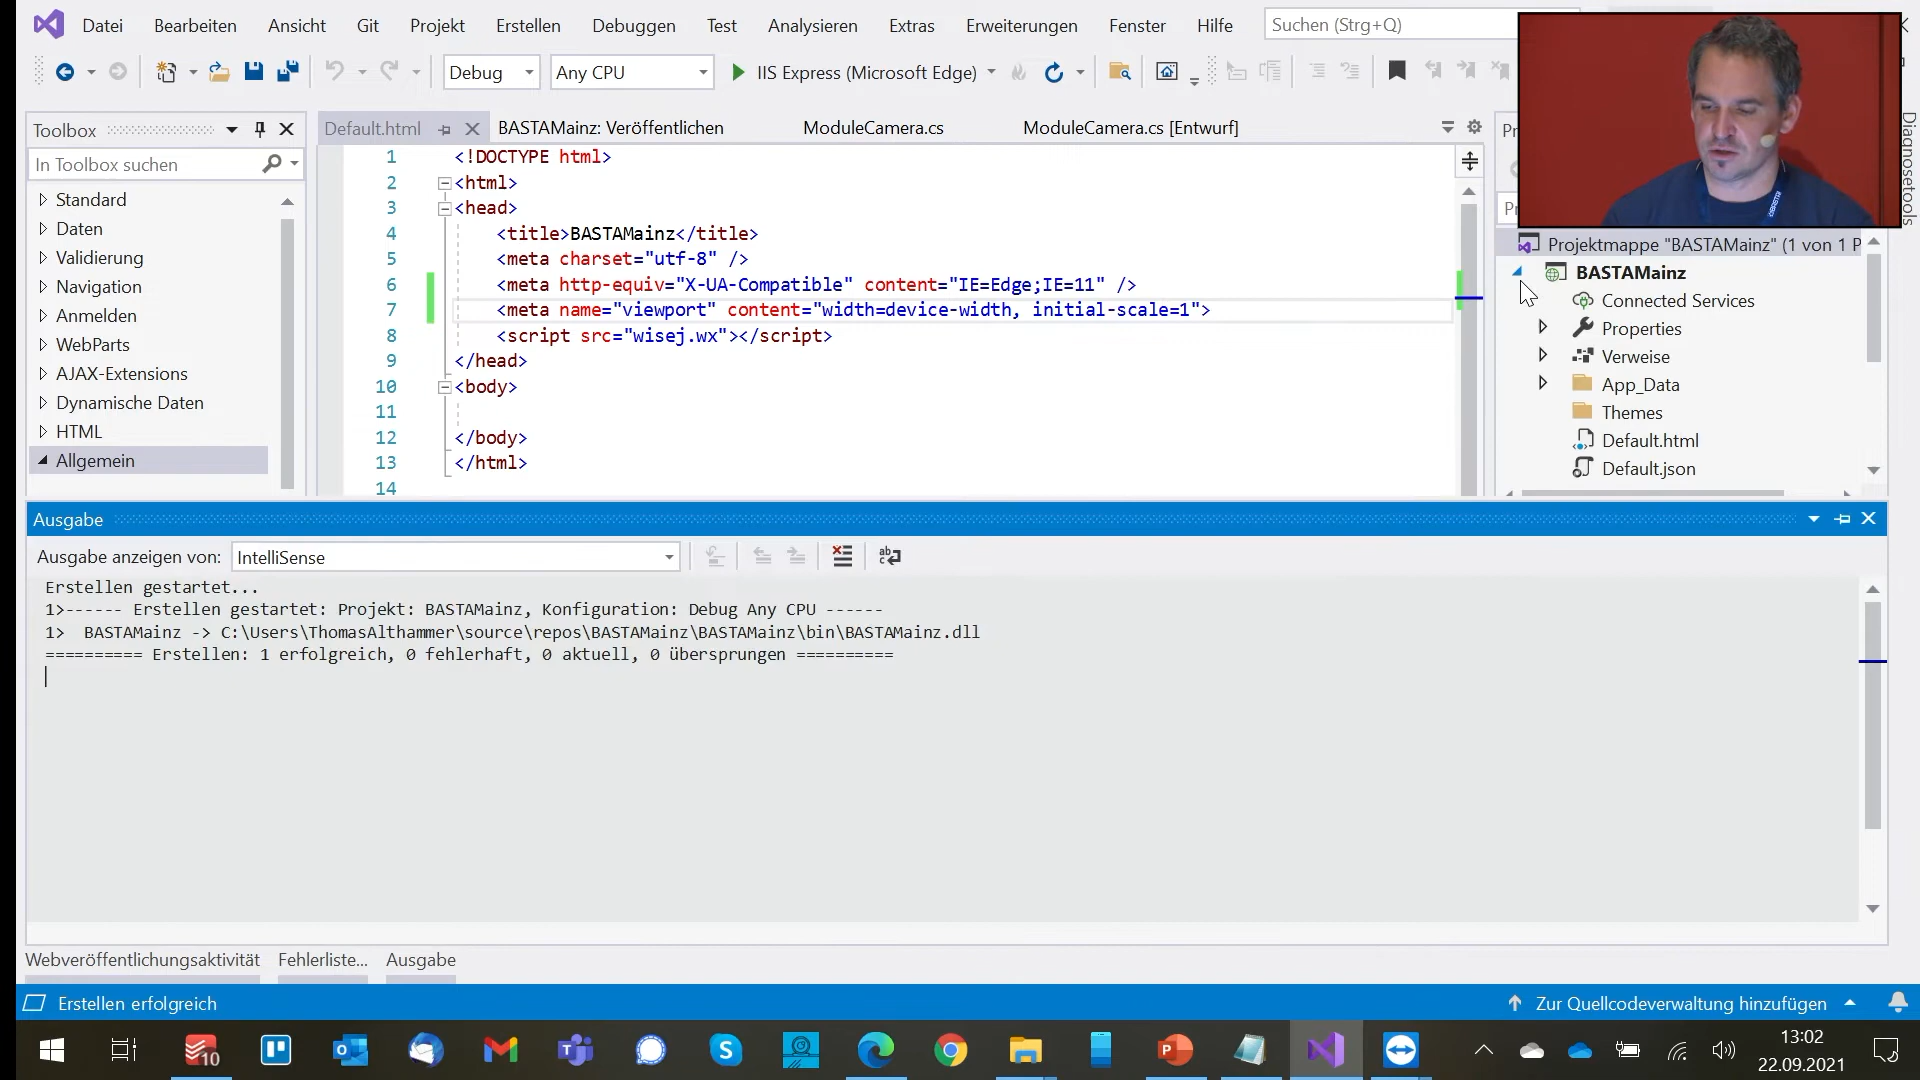 Datei Bearbeiten Ansicht Git Projekt Erstellen Debuggen Test Analysieren Extras Erweiterungen Fenster Hilfe Suchen (Strg+Q)
Debug Any CPU IIS Express (Microsoft Edge)
Toolbox
In Toolbox suchen
Standard
Daten
Validierung
Navigation
Anmelden
WebParts
AJAX-Extensions
Dynamische Daten
HTML
Allgemein
Default.html BASTAMainz: Veröffentlichen ModuleCamera.cs ModuleCamera.cs [Entwurf]
1 <!DOCTYPE html>
2 <html>
3 <head>
4 <title>BASTAMainz</title>
5 <meta charset="utf-8" />
6 <meta http-equiv="X-UA-Compatible" content="IE=Edge;IE=11" />
7 <meta name="viewport" content="width=device-width, initial-scale=1">
8 <script src="wisej.wx"></script>
9 </head>
10 <body>
11
12 </body>
13 </html>
14
Diagnosetools
Projektmappe "BASTAMainz" (1 von 1 P
BASTAMainz
Connected Services
Properties
Verweise
App_Data
Themes
Default.html
Default.json
Ausgabe
Ausgabe anzeigen von: IntelliSense
Erstellen gestartet...
1>------ Erstellen gestartet: Projekt: BASTAMainz, Konfiguration: Debug Any CPU ------
1> BASTAMainz -> C:\Users\ThomasAlthammer\source\repos\BASTAMainz\BASTAMainz\bin\BASTAMainz.dll
========== Erstellen: 1 erfolgreich, 0 fehlerhaft, 0 aktuell, 0 übersprungen ==========
Webveröffentlichungsaktivität Fehlerliste... Ausgabe
Erstellen erfolgreich
Zur Quellcodeverwaltung hinzufügen
10
13:02
22.09.2021